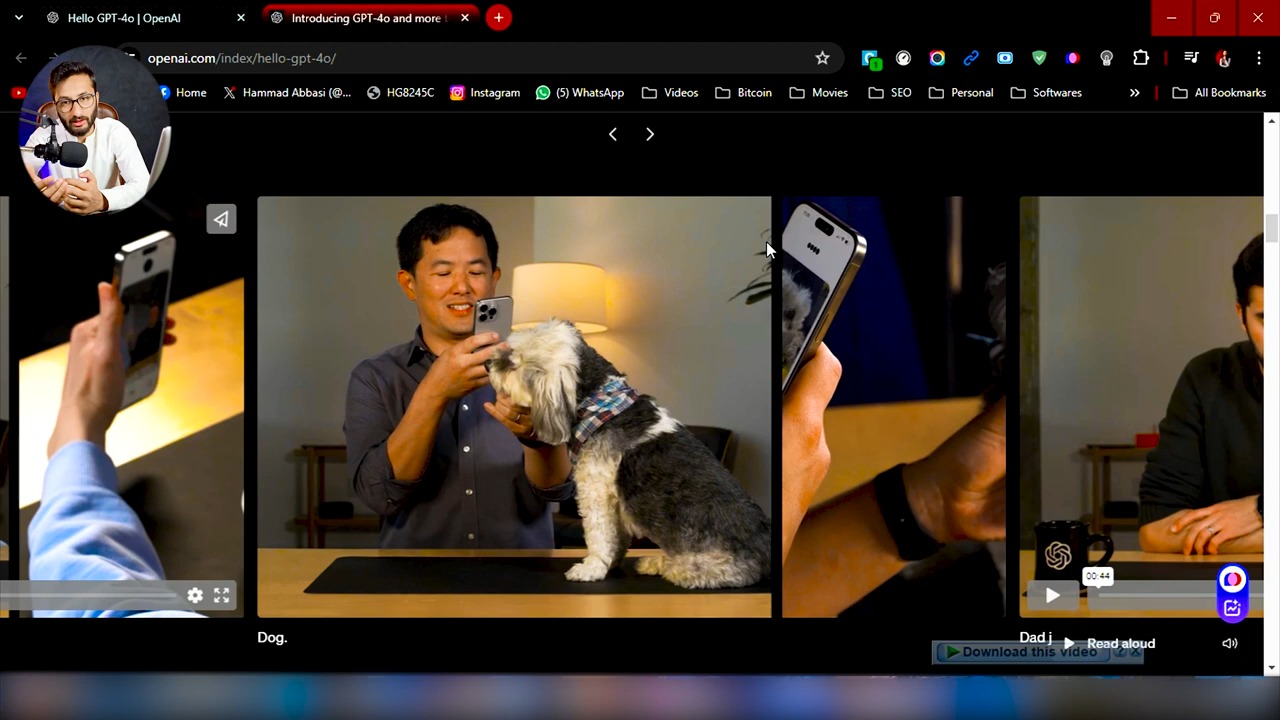 Hello GPT-4o | OpenAI
Introducing GPT-4o and more
openai.com/index/hello-gpt-4o/
1
Home
Hammad Abbasi (@...
HG8245C
Instagram
(5) WhatsApp
Videos
Bitcoin
Movies
SEO
Personal
Softwares
All Bookmarks
00:44
Dog.
Dad j
Read aloud
Download this video